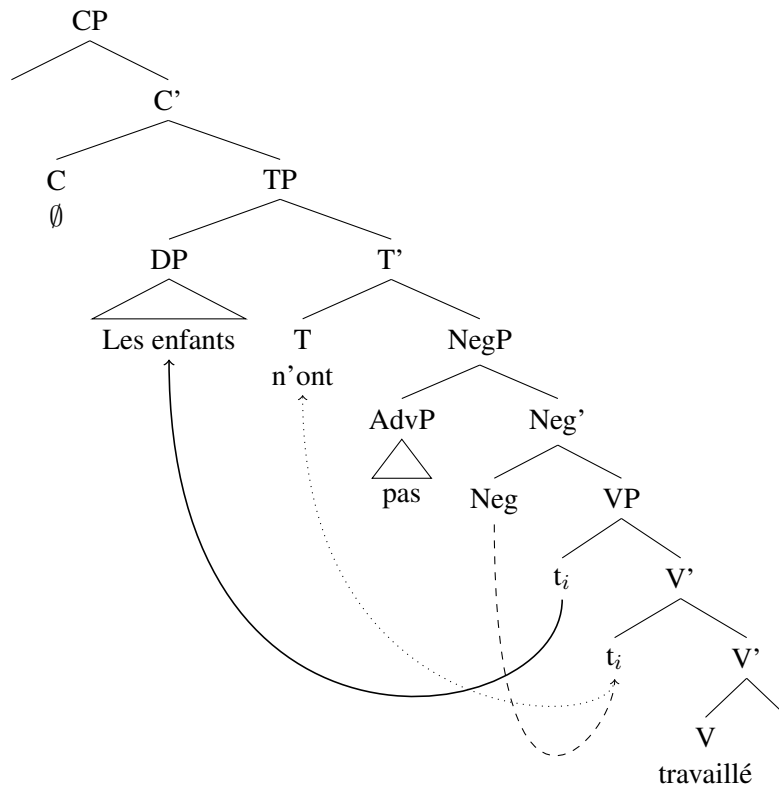 CP
C’
C TP
∅
DP T’
Les enfants T NegP
n’ont
AdvP Neg’
pas Neg VP
tᵢ V’
tᵢ V’
V
travaillé